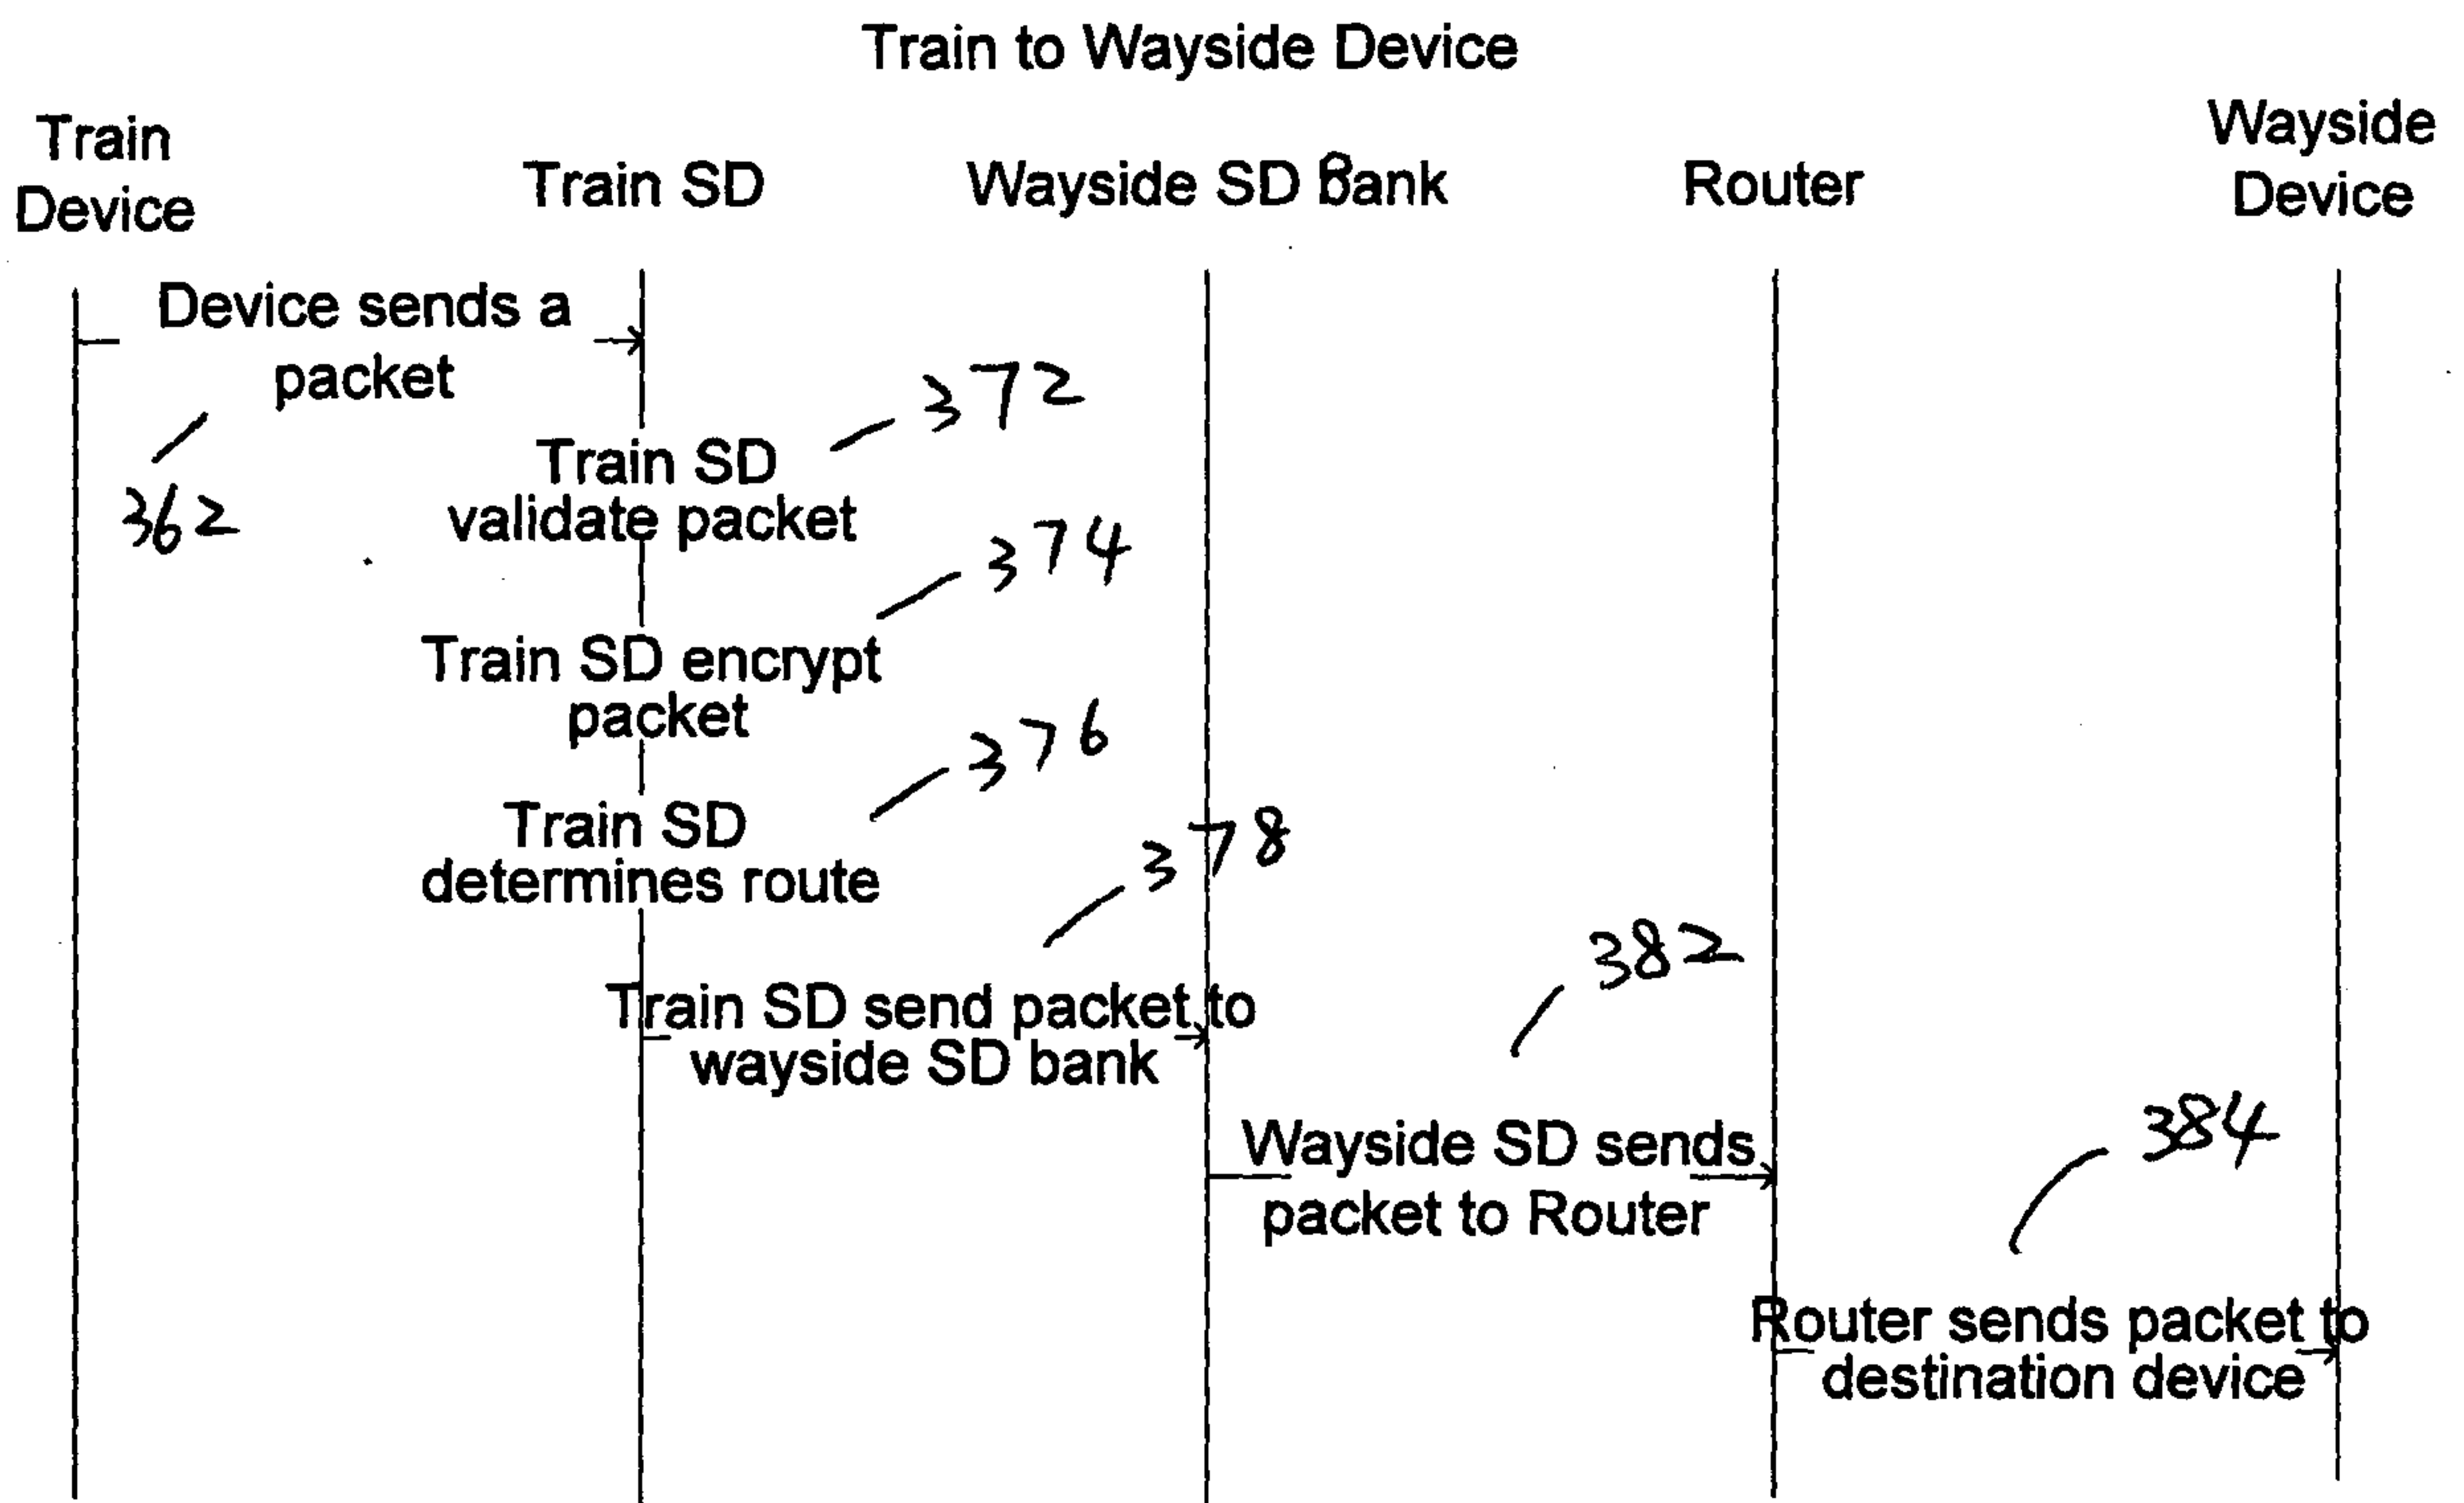 Train to Wayside Device
Train
Device
Train SD
Wayside SD Bank
Router
Wayside
Device
Device sends a
packet
362
372
Train SD
validate packet
374
Train SD encrypt
packet
376
Train SD
determines route
378
Train SD send packet to
wayside SD bank
382
Wayside SD sends
packet to Router
384
Router sends packet to
destination device